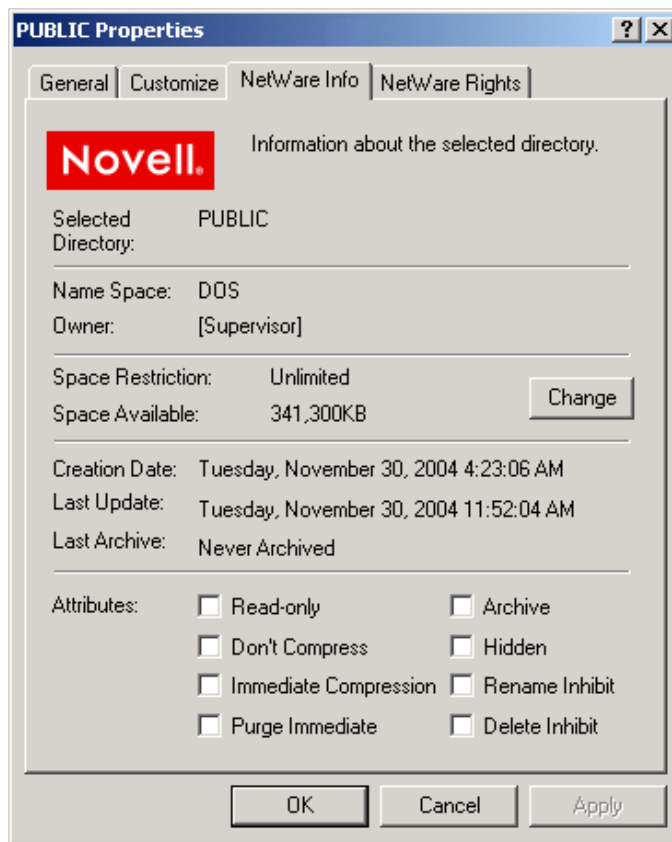 PUBLIC Properties
General Customize NetWare Info NetWare Rights
Novell® Information about the selected directory.
Selected Directory: PUBLIC
Name Space: DOS
Owner: [Supervisor]
Space Restriction: Unlimited
Space Available: 341,300KB
Change
Creation Date: Tuesday, November 30, 2004 4:23:06 AM
Last Update: Tuesday, November 30, 2004 11:52:04 AM
Last Archive: Never Archived
Attributes: Read-only Archive
Don't Compress Hidden
Immediate Compression Rename Inhibit
Purge Immediate Delete Inhibit
OK Cancel Apply